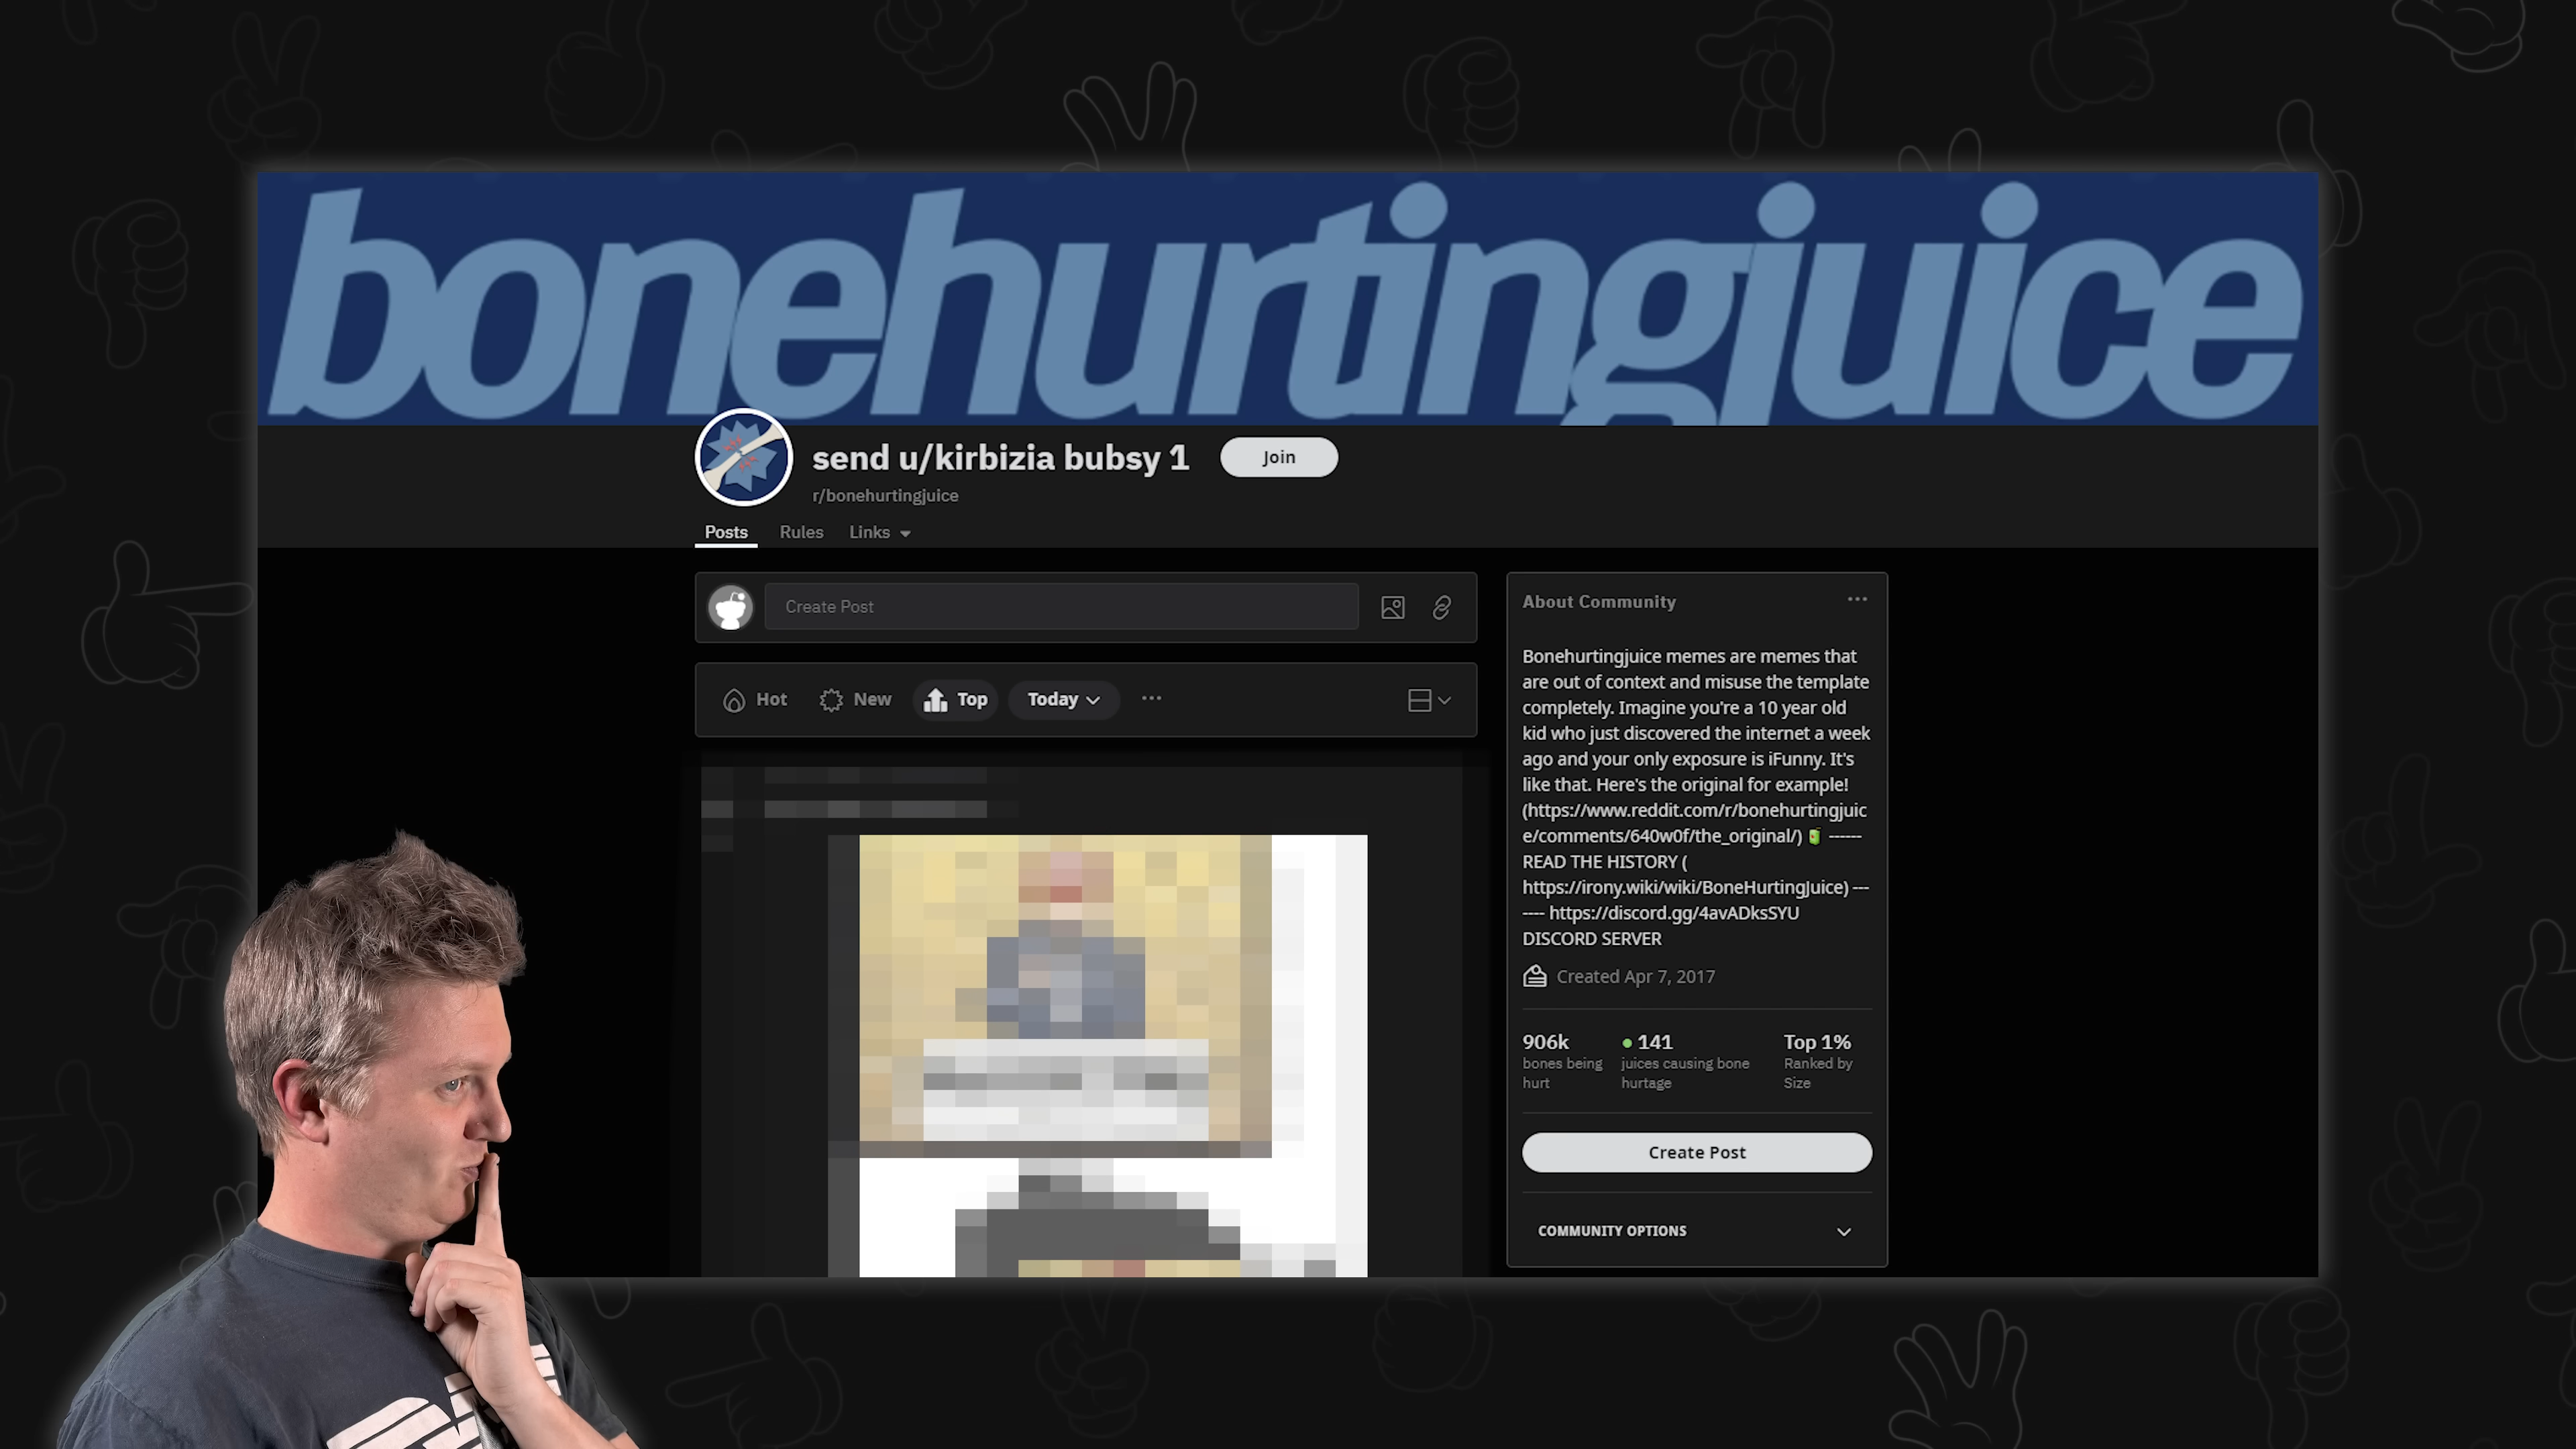 bonehurtingjuice
send u/kirbizia bubsy 1
Join
r/bonehurtingjuice
Posts
Rules
Links
Create Post
Hot
New
Top
Today
About Community
Bonehurtingjuice memes are memes that
are out of context and misuse the template
completely. Imagine you're a 10 year old
kid who just discovered the internet a week
ago and your only exposure is iFunny. It's
like that. Here's the original for example!
(https://www.reddit.com/r/bonehurtingjuic
e/comments/640w0f/the_original/) 🧃 ------
READ THE HISTORY (
https://irony.wiki/wiki/BoneHurtingJuice) ---
---- https://discord.gg/4avADksSYU
DISCORD SERVER
Created Apr 7, 2017
906k
bones being
hurt
141
juices causing bone
hurtage
Top 1%
Ranked by
Size
Create Post
COMMUNITY OPTIONS